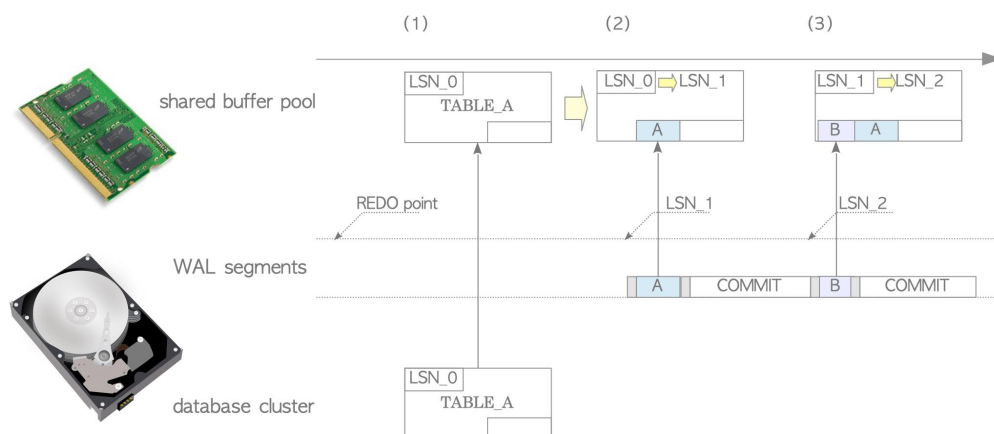 (1) (2) (3)
LSN_0 LSN_0 LSN_1 LSN_1 LSN_2
shared buffer pool TABLE_A
A B A
REDO point LSN_1 LSN_2
WAL segments
A COMMIT B COMMIT
LSN_0
database cluster TABLE_A